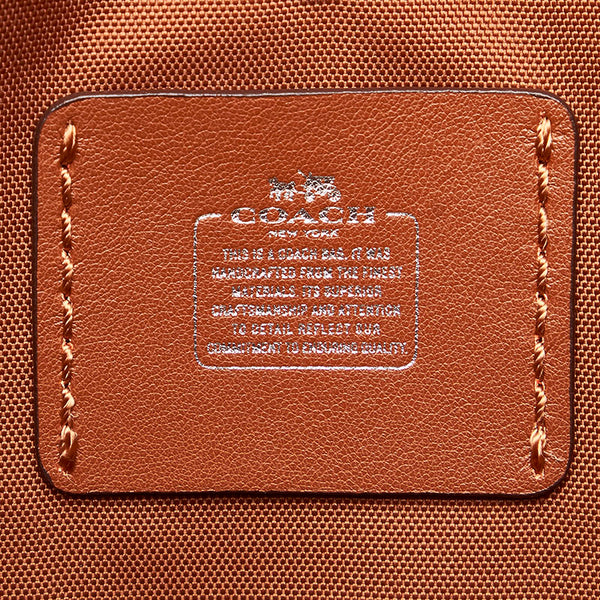 COACH
NEW YORK
THIS IS A COACH BAG. IT WAS
HANDCRAFTED FROM THE FINEST
MATERIALS. ITS SUPERIOR
CRAFTSMANSHIP AND ATTENTION
TO DETAIL REFLECT OUR
COMMITMENT TO ENDURING QUALITY.